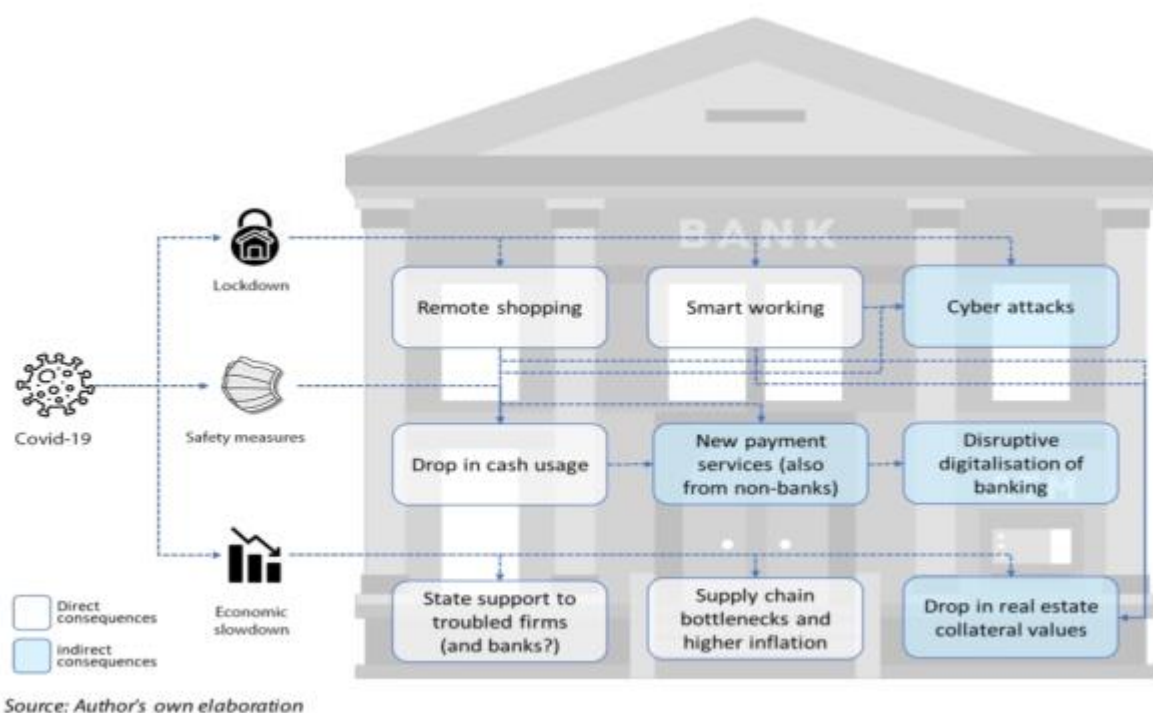 BANK
Lockdown
Remote shopping
Smart working
Cyber attacks
Covid-19
Safety measures
Drop in cash usage
New payment
services (also
from non-banks)
Disruptive
digitalisation of
banking
Economic
slowdown
State support to
troubled firms
(and banks?)
Supply chain
bottlenecks and
higher inflation
Drop in real estate
collateral values
Direct
consequences
indirect
consequences
Source: Author's own elaboration